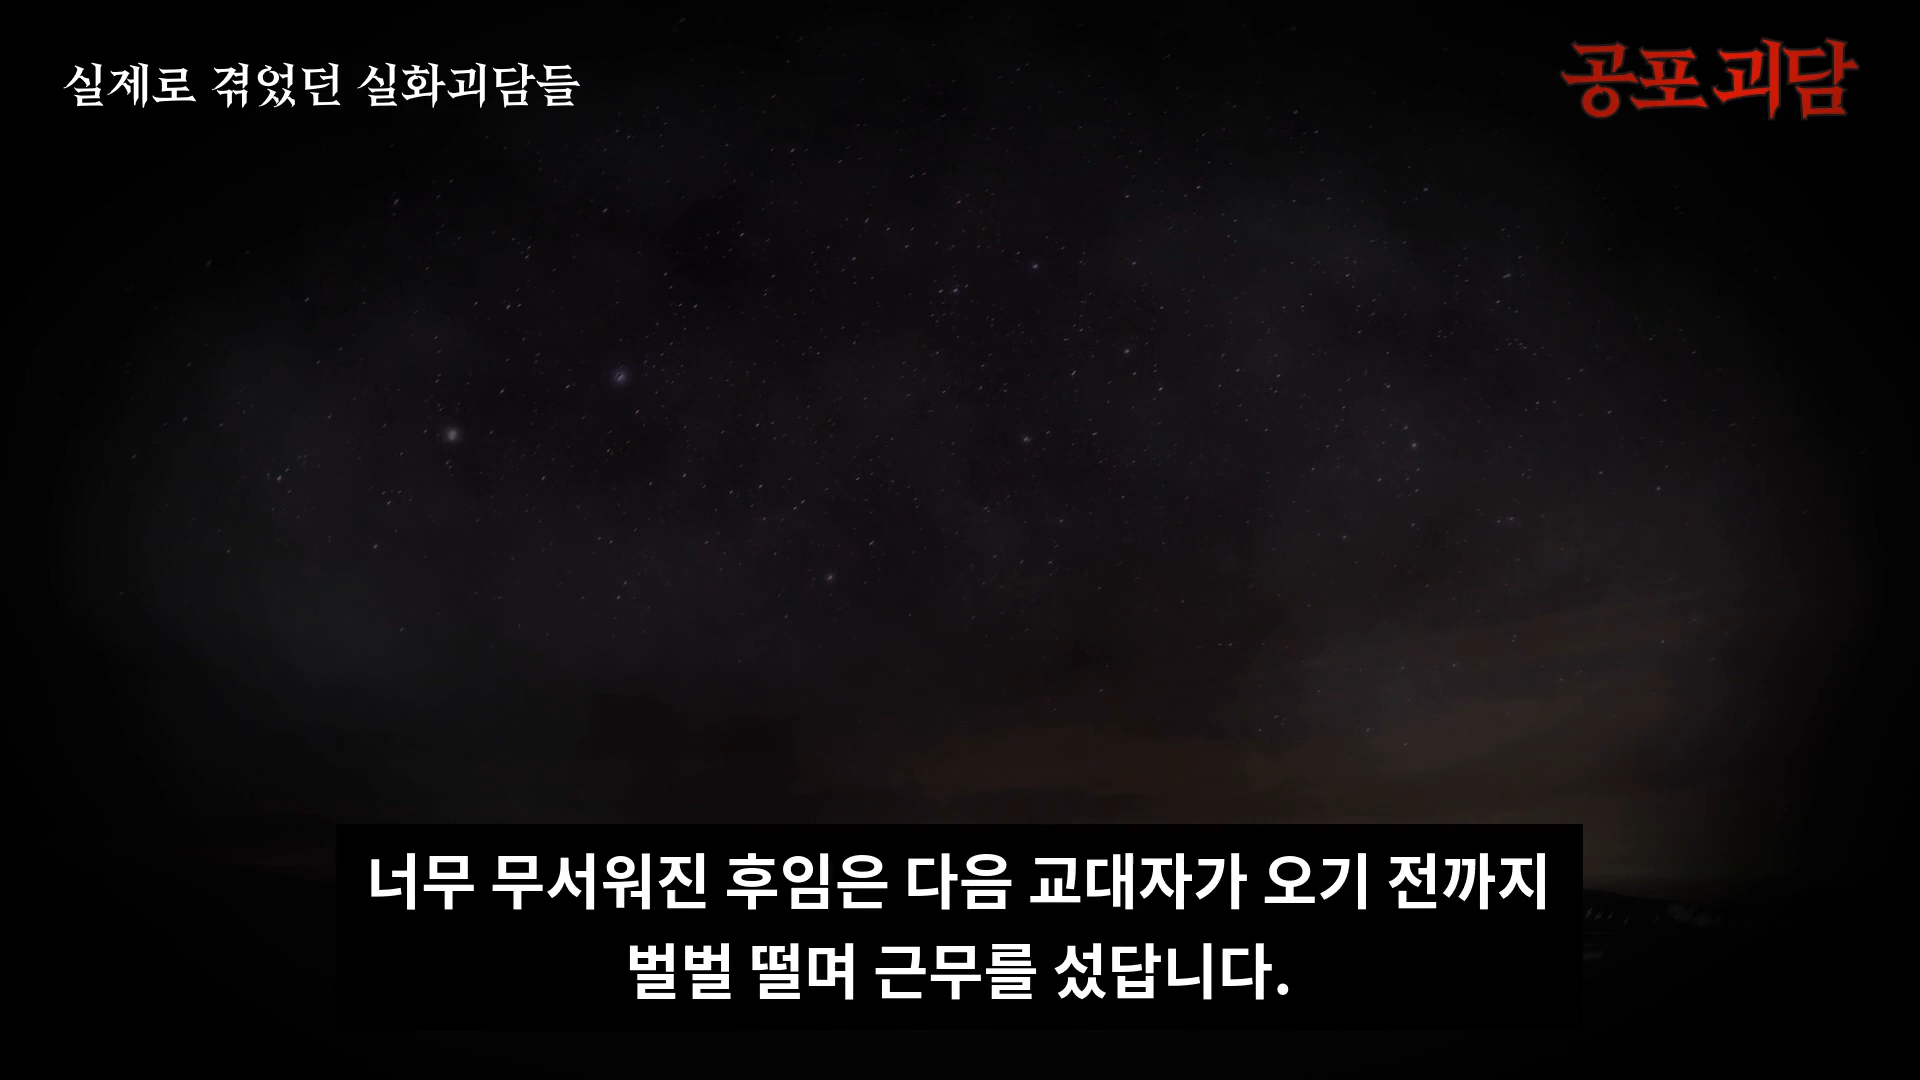 실제로 겪었던 실화괴담들
공포 괴담
너무 무서워진 후임은 다음 교대자가 오기 전까지
벌벌 떨며 근무를 섰답니다.